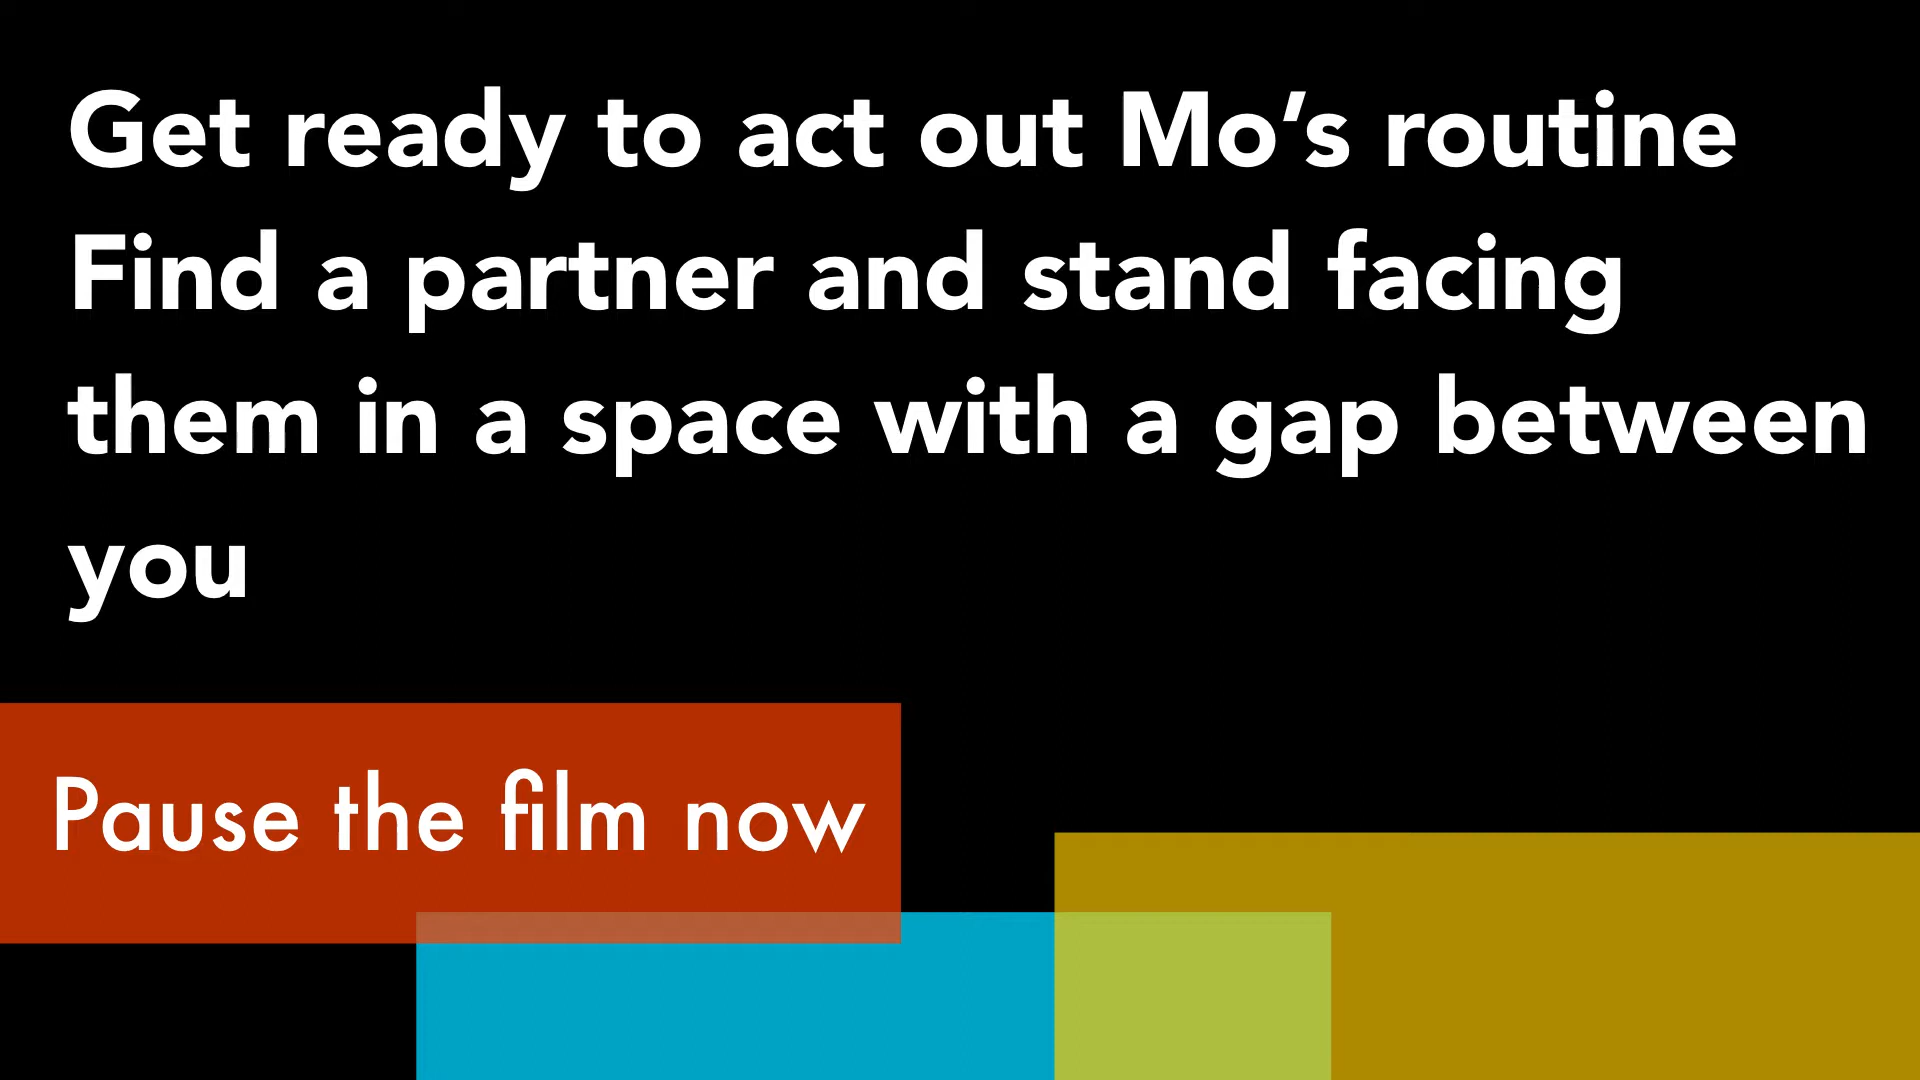 Get ready to act out Mo’s routine
Find a partner and stand facing
them in a space with a gap between
you
Pause the film now